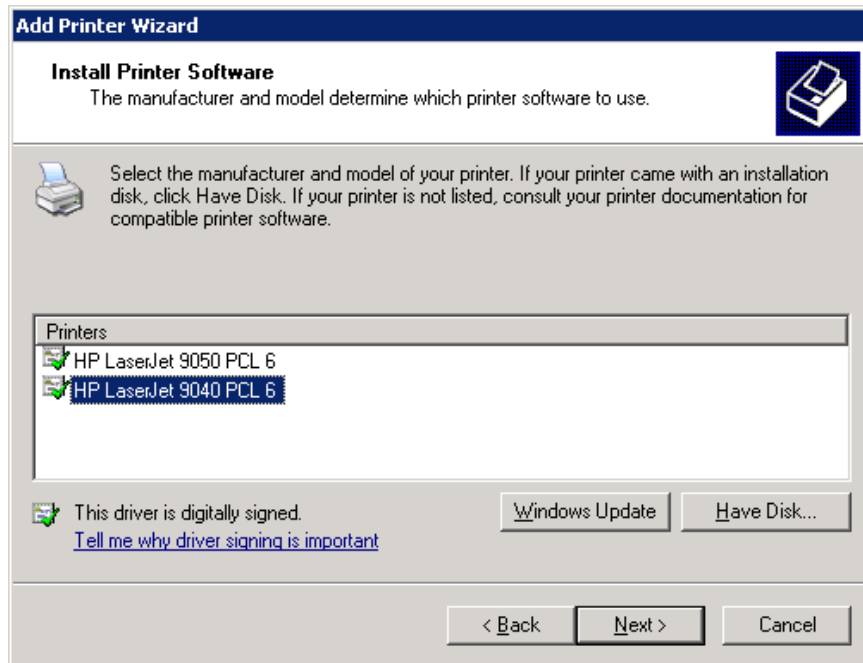 Add Printer Wizard
Install Printer Software
The manufacturer and model determine which printer software to use.
Select the manufacturer and model of your printer. If your printer came with an installation
disk, click Have Disk. If your printer is not listed, consult your printer documentation for
compatible printer software.
Printers
HP LaserJet 9050 PCL 6
HP LaserJet 9040 PCL 6
This driver is digitally signed.
Tell me why driver signing is important
Windows Update
Have Disk...
< Back
Next >
Cancel